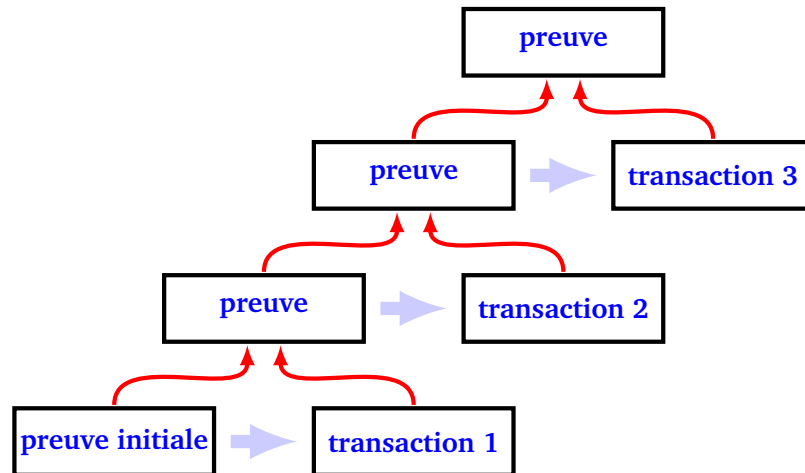 preuve
preuve
transaction 3
preuve
transaction 2
preuve initiale
transaction 1